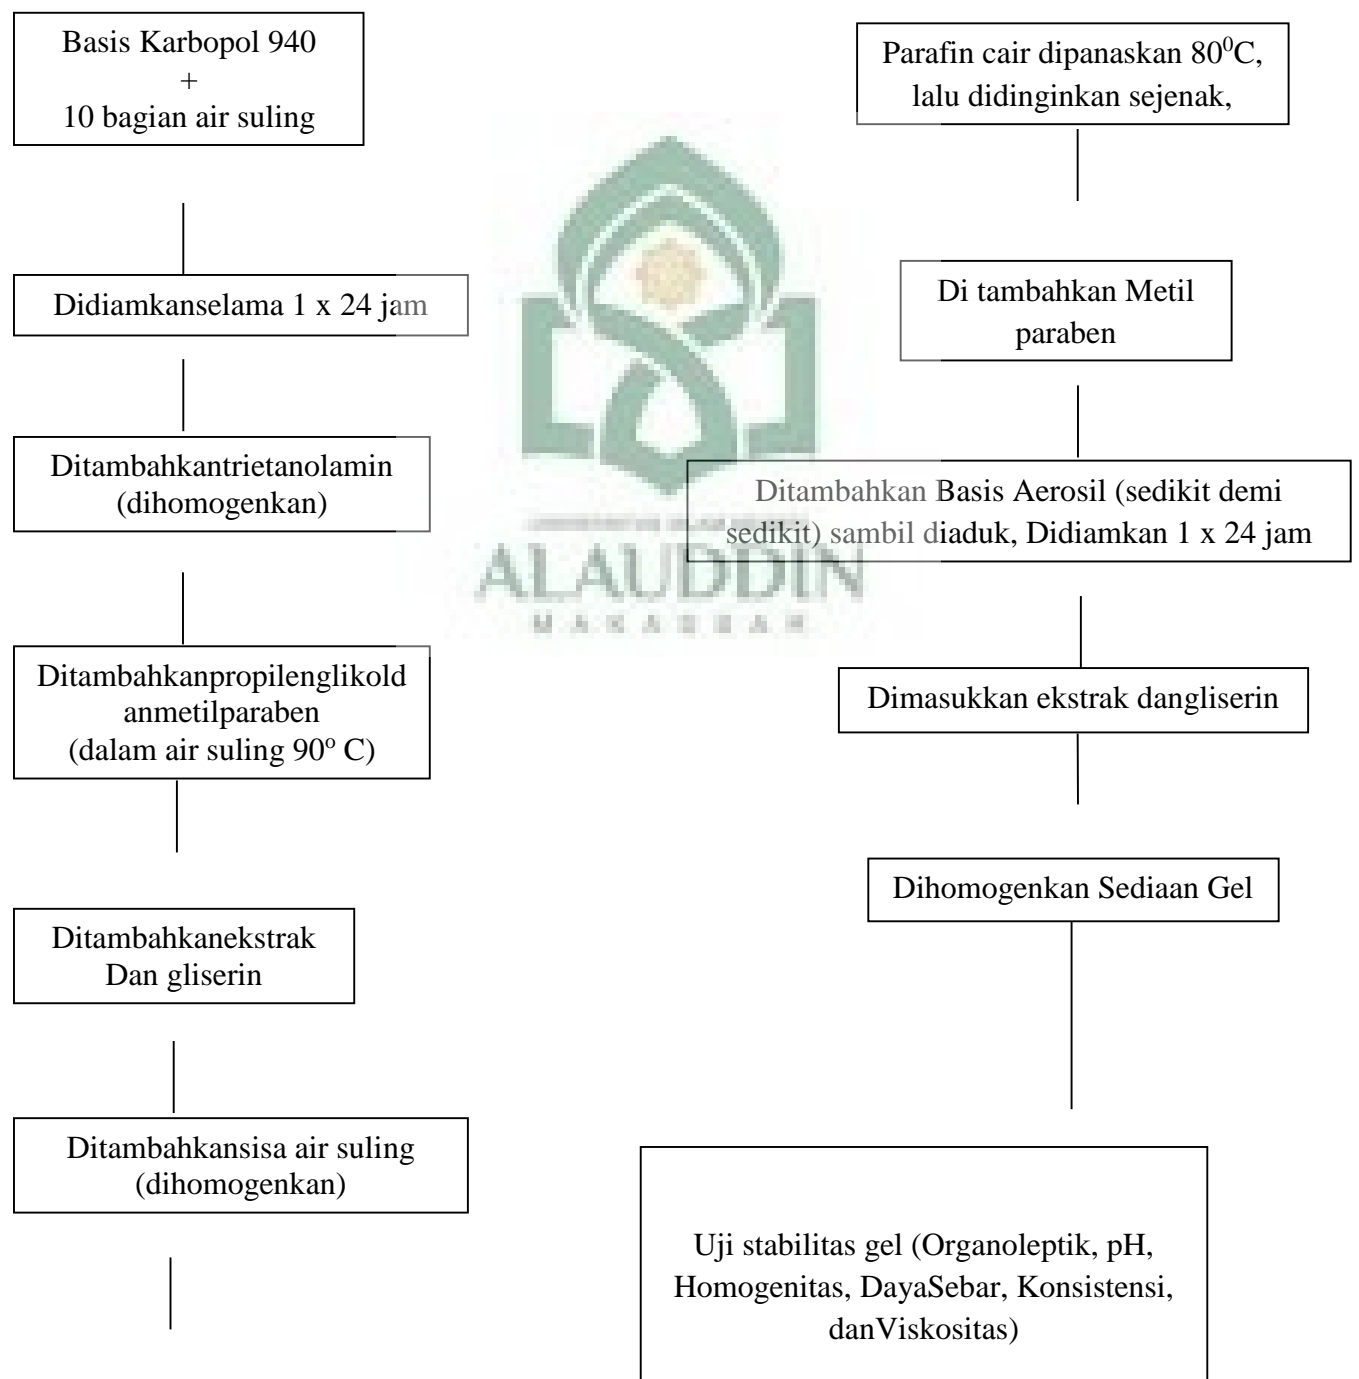 Basis Karbopol 940
+
10 bagian air suling
Didiamkanselama 1 x 24 jam
Ditambahkantrietanolamin
(dihomogenkan)
Ditambahkanpropilenglikold
anmetilparaben
(dalam air suling 90º C)
Ditambahkanekstrak
Dan gliserin
Ditambahkansisa air suling
(dihomogenkan)
Parafin cair dipanaskan 80⁰C,
lalu didinginkan sejenak,
Di tambahkan Metil
paraben
Ditambahkan Basis Aerosil (sedikit demi
sedikit) sambil diaduk, Didiamkan 1 x 24 jam
Dimasukkan ekstrak dangliserin
Dihomogenkan Sediaan Gel
Uji stabilitas gel (Organoleptik, pH,
Homogenitas, DayaSebar, Konsistensi,
danViskositas)
ALAUDDIN
MAKASSAR